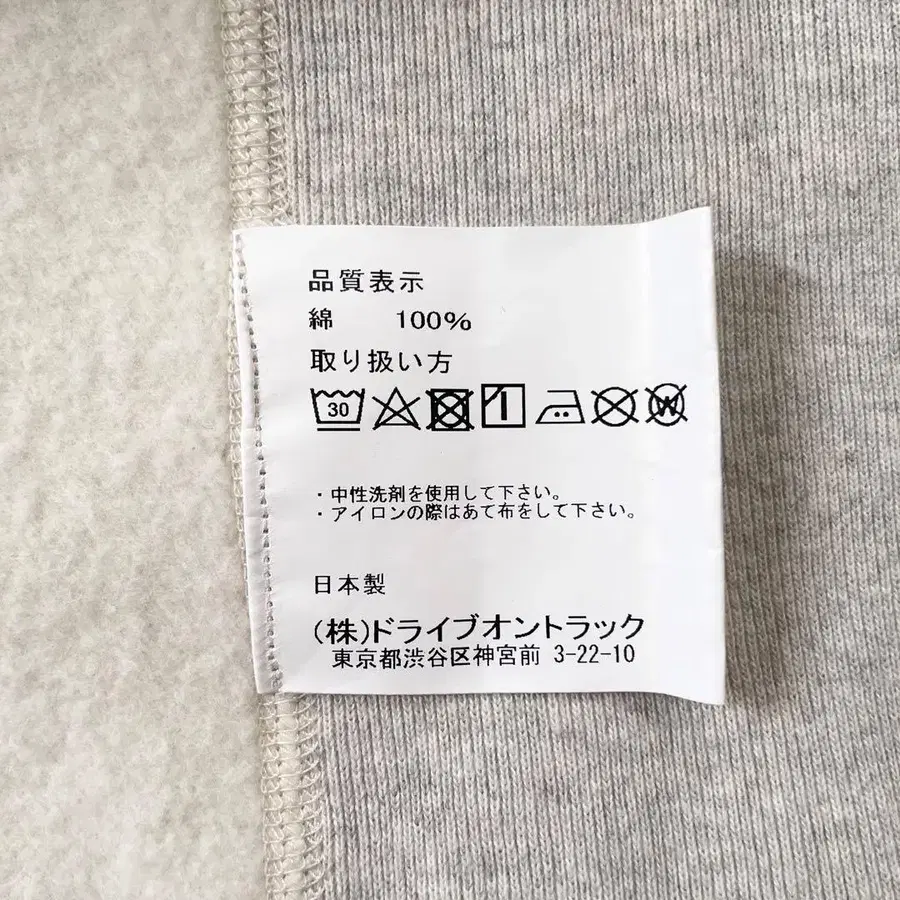 品質表示
綿 100%
取り扱い方
30 W
・中性洗剤を使用して下さい。
・アイロンの際はあて布をして下さい。
日本製
(株)ドライブオントラック
東京都渋谷区神宮前 3-22-10